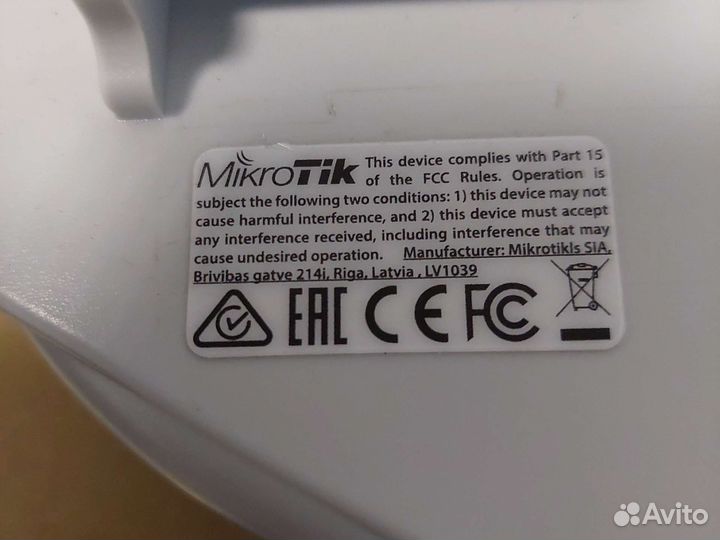 MikroTik This device complies with Part 15
of the FCC Rules. Operation is
subject the following two conditions: 1) this device may not
cause harmful interference, and 2) this device must accept
any interference received, including interference that may
cause undesired operation. Manufacturer: Mikrotikls SiA,
Brivibas gatve 214i, Riga, Latvia , LV1039
EAC CE FC
Avito